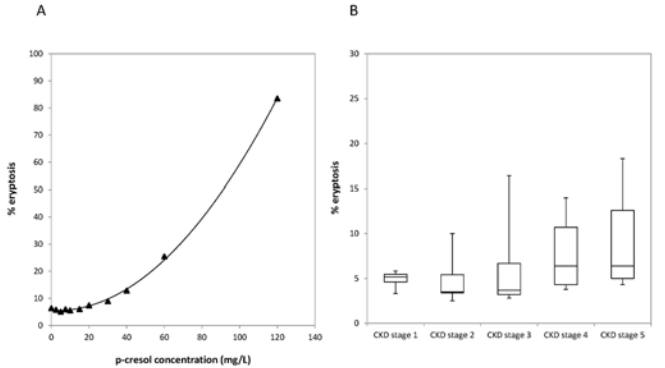 A
100
90
80
70
60
50
40
30
20
10
0
% eryptosis
0 20 40 60 80 100 120 140
p-cresol concentration (mg/L)
B
30
25
20
15
10
5
0
% eryptosis
CKD stage 1 CKD stage 2 CKD stage 3 CKD stage 4 CKD stage 5